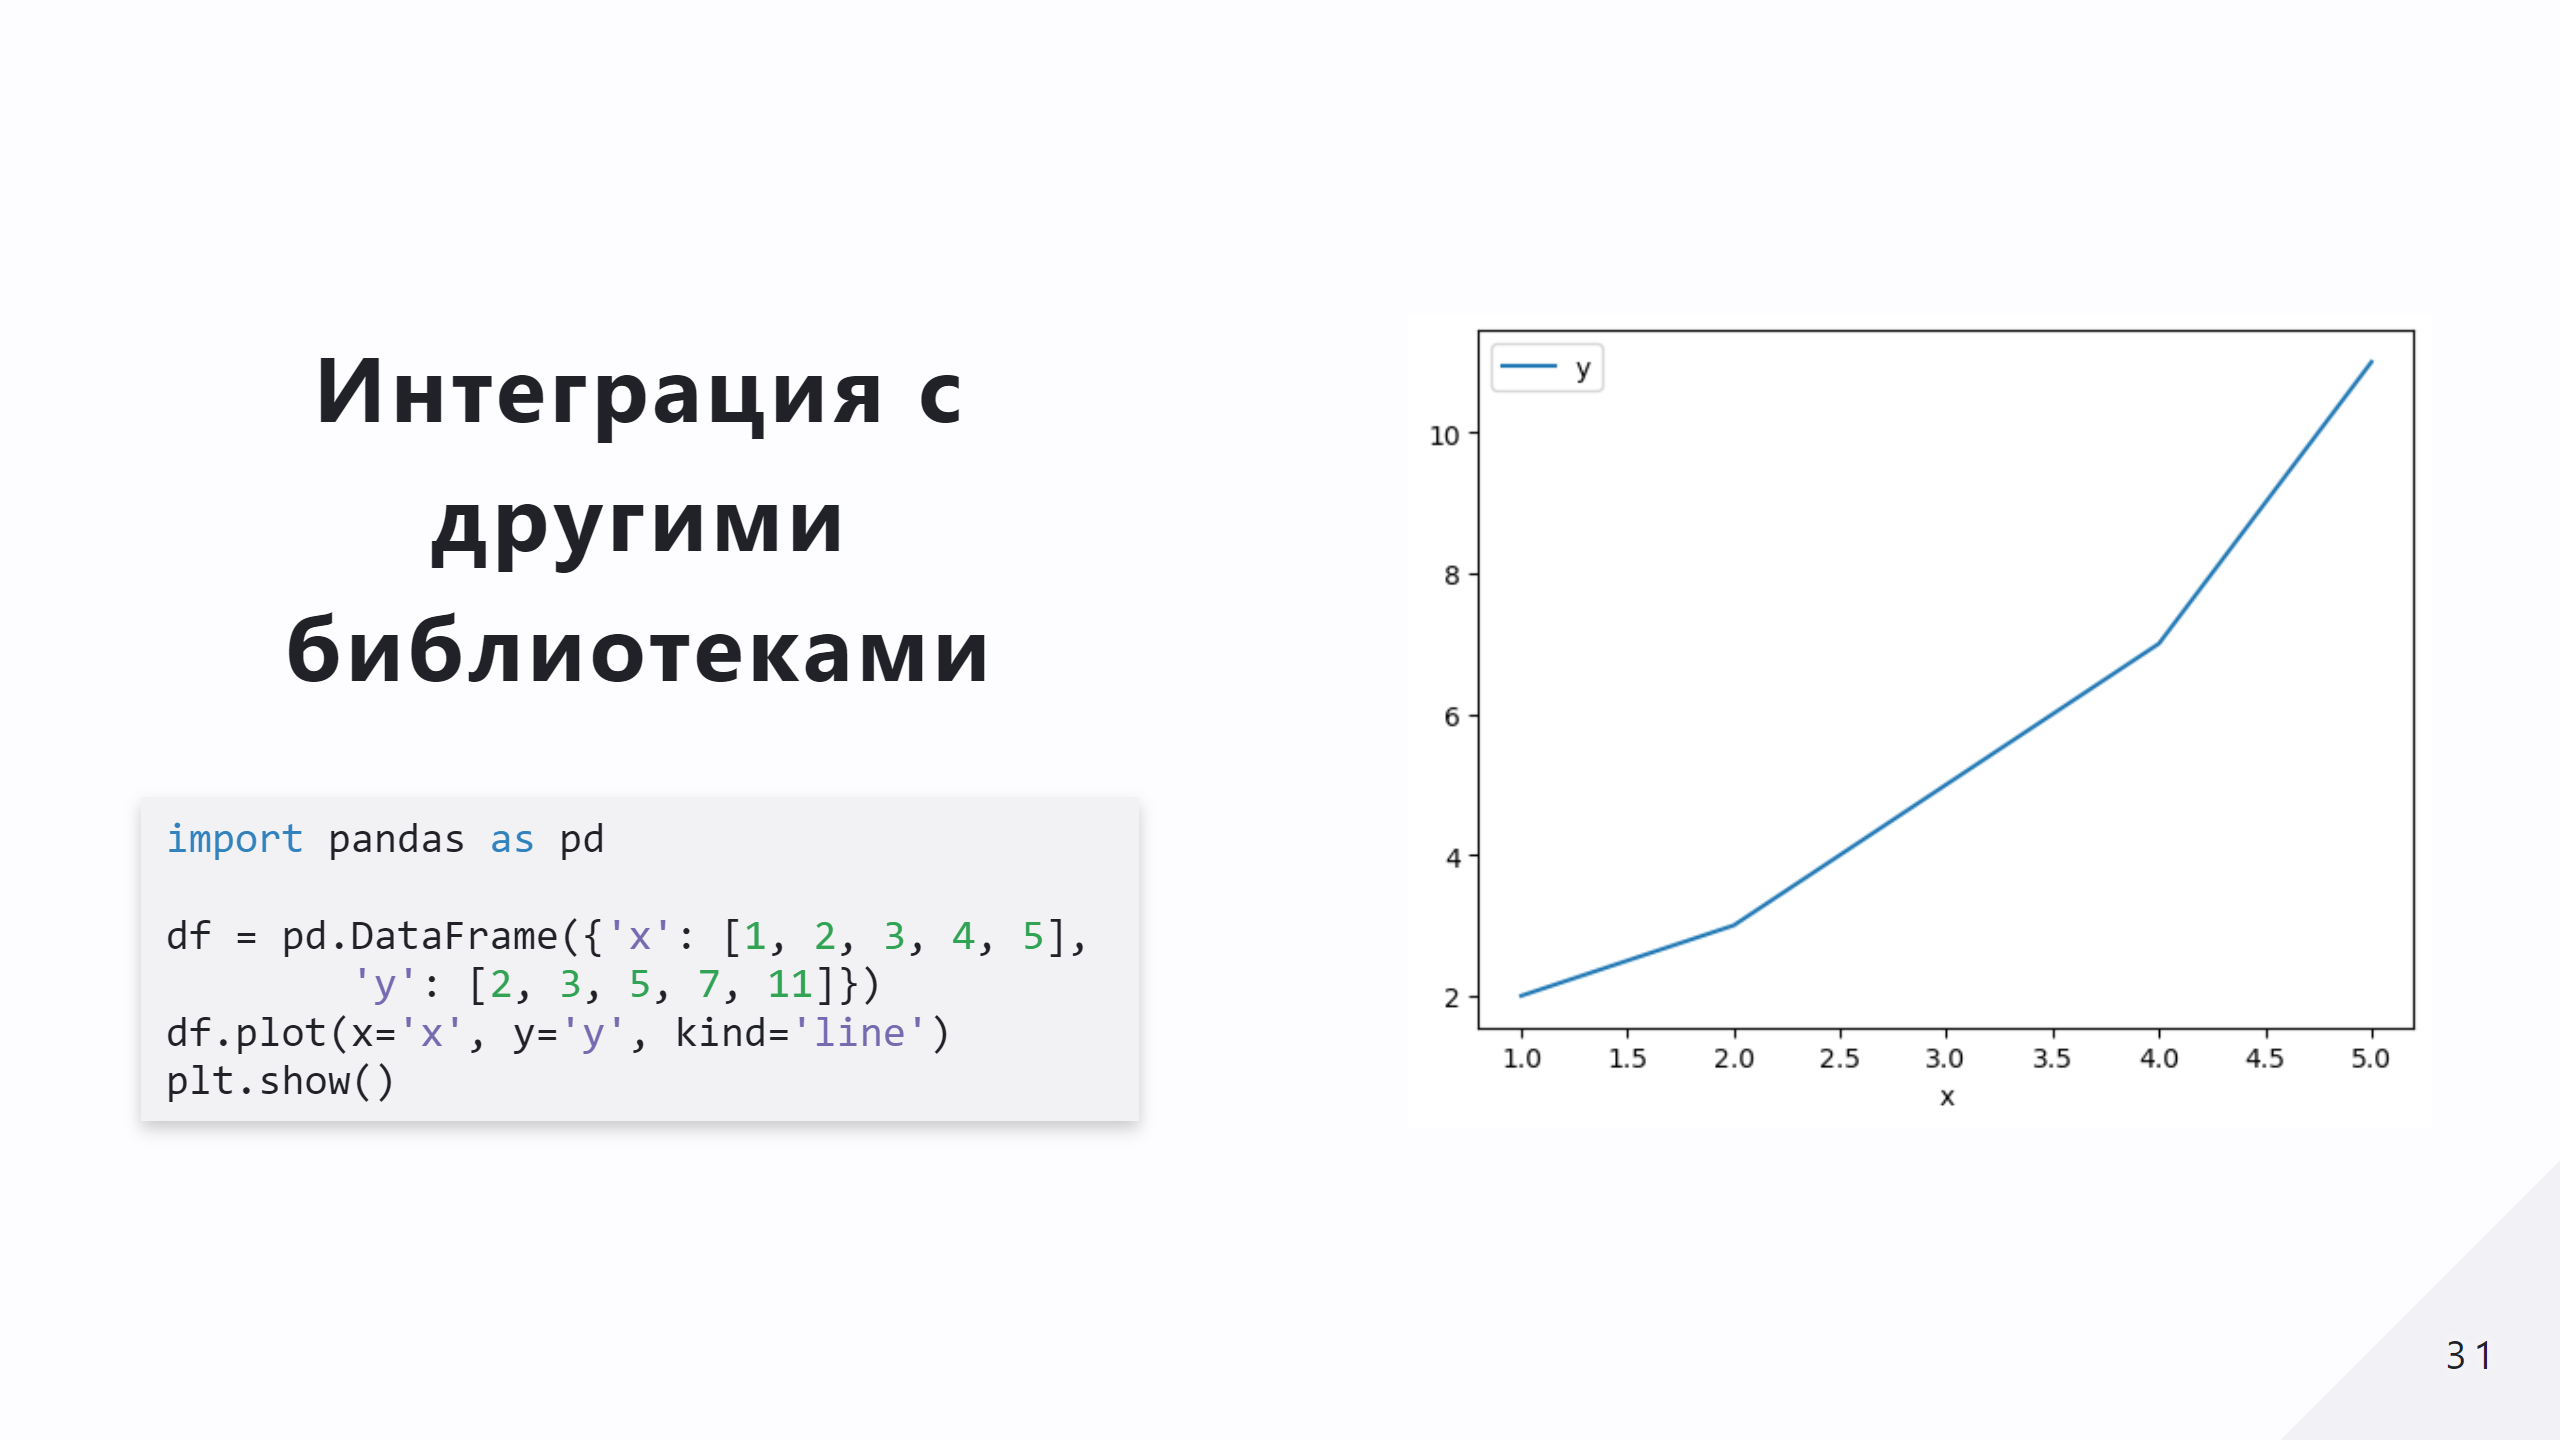 Интеграция с
другими
библиотеками
import pandas as pd
df = pd.DataFrame({'x': [1, 2, 3, 4, 5],
'y': [2, 3, 5, 7, 11]})
df.plot(x='x', y='y', kind='line')
plt.show()
y
10
8
6
4
2
1.0 1.5 2.0 2.5 3.0 3.5 4.0 4.5 5.0
x
31